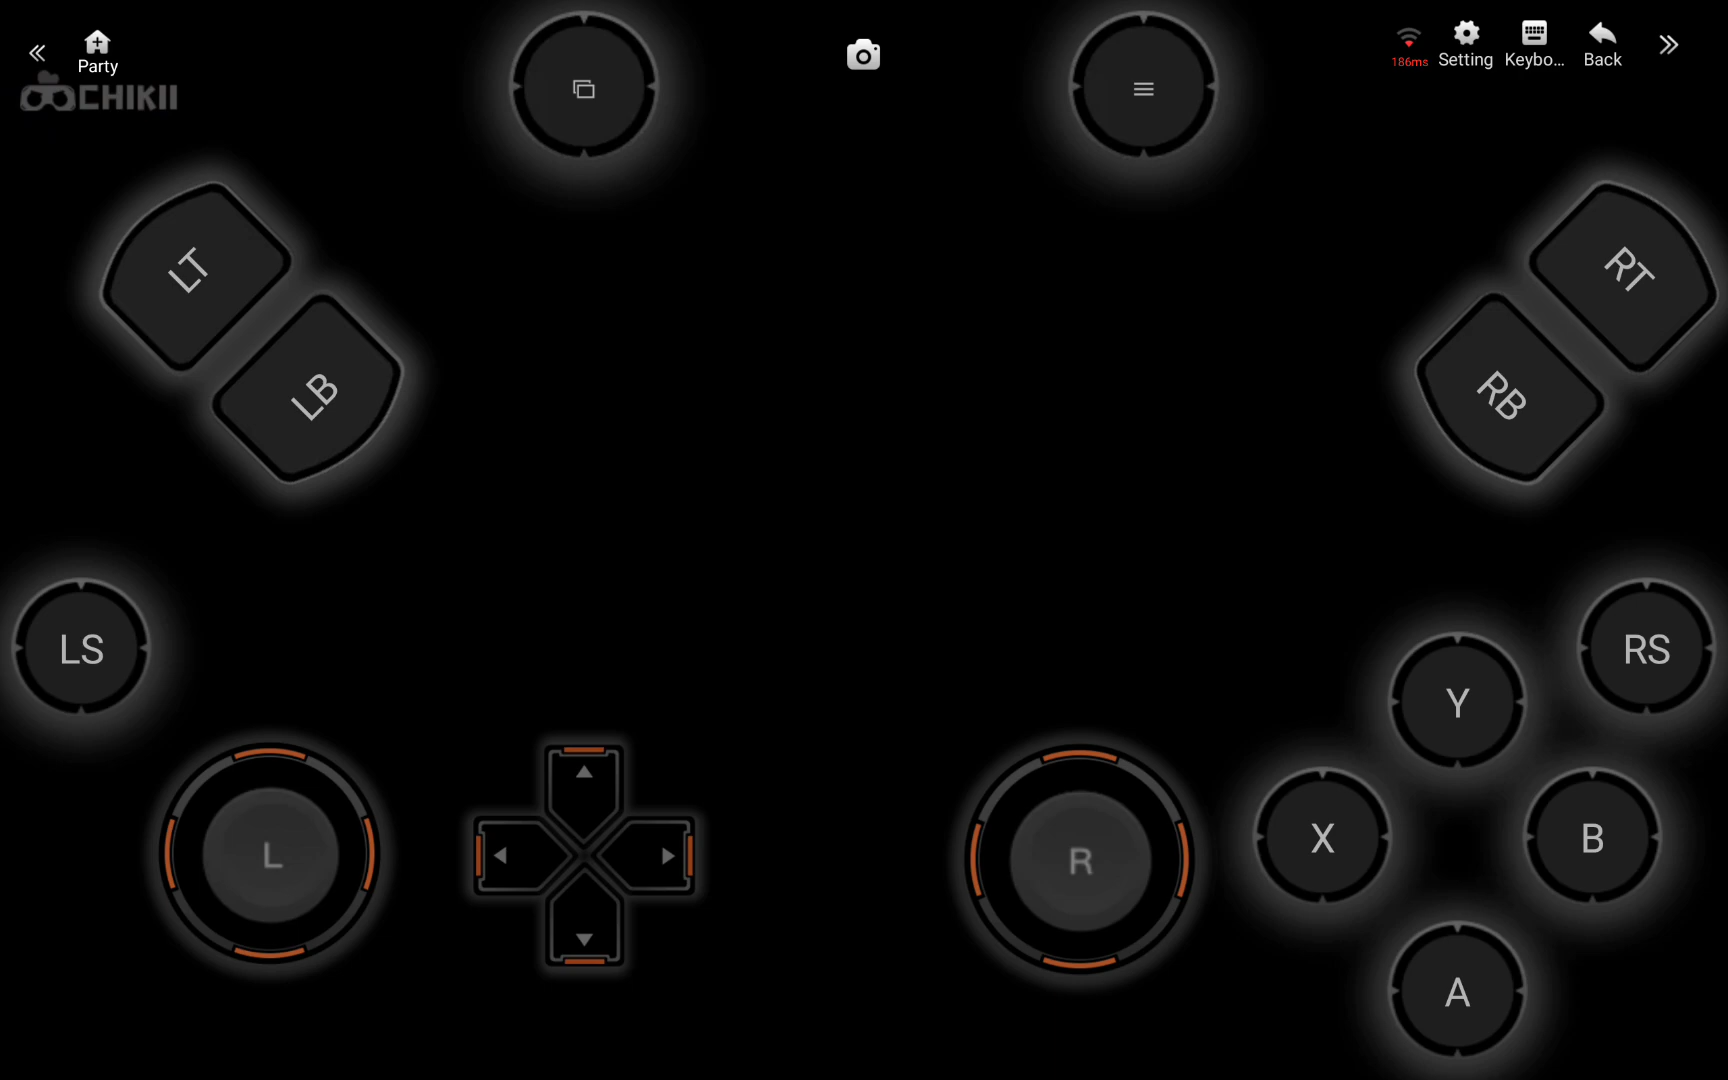 Party
CHIKII
186ms
Setting
Keybo...
Back
LT
LB
RT
RB
LS
RS
Y
X
B
A
L
R